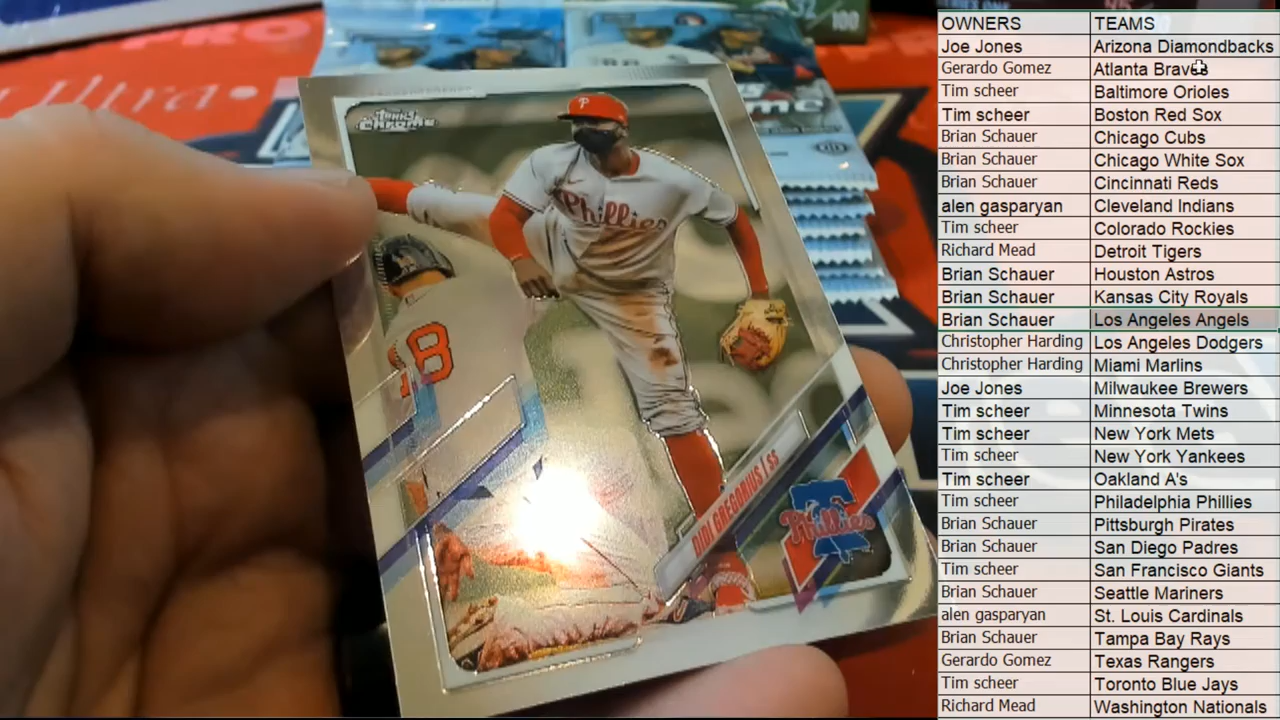 OWNERS TEAMS
Joe Jones Arizona Diamondbacks
Gerardo Gomez Atlanta Braves
Tim scheer Baltimore Orioles
Tim scheer Boston Red Sox
Brian Schauer Chicago Cubs
Brian Schauer Chicago White Sox
Brian Schauer Cincinnati Reds
alen gasparyan Cleveland Indians
Tim scheer Colorado Rockies
Richard Mead Detroit Tigers
Brian Schauer Houston Astros
Brian Schauer Kansas City Royals
Brian Schauer Los Angeles Angels
Christopher Harding Los Angeles Dodgers
Christopher Harding Miami Marlins
Joe Jones Milwaukee Brewers
Tim scheer Minnesota Twins
Tim scheer New York Mets
Tim scheer New York Yankees
Tim scheer Oakland A's
Tim scheer Philadelphia Phillies
Brian Schauer Pittsburgh Pirates
Brian Schauer San Diego Padres
Tim scheer San Francisco Giants
Brian Schauer Seattle Mariners
alen gasparyan St. Louis Cardinals
Brian Schauer Tampa Bay Rays
Gerardo Gomez Texas Rangers
Tim scheer Toronto Blue Jays
Richard Mead Washington Nationals
Topps
Chrome
P
Phillies
8
DIDI GREGORIUS | SS
Phillies
Ultra
100